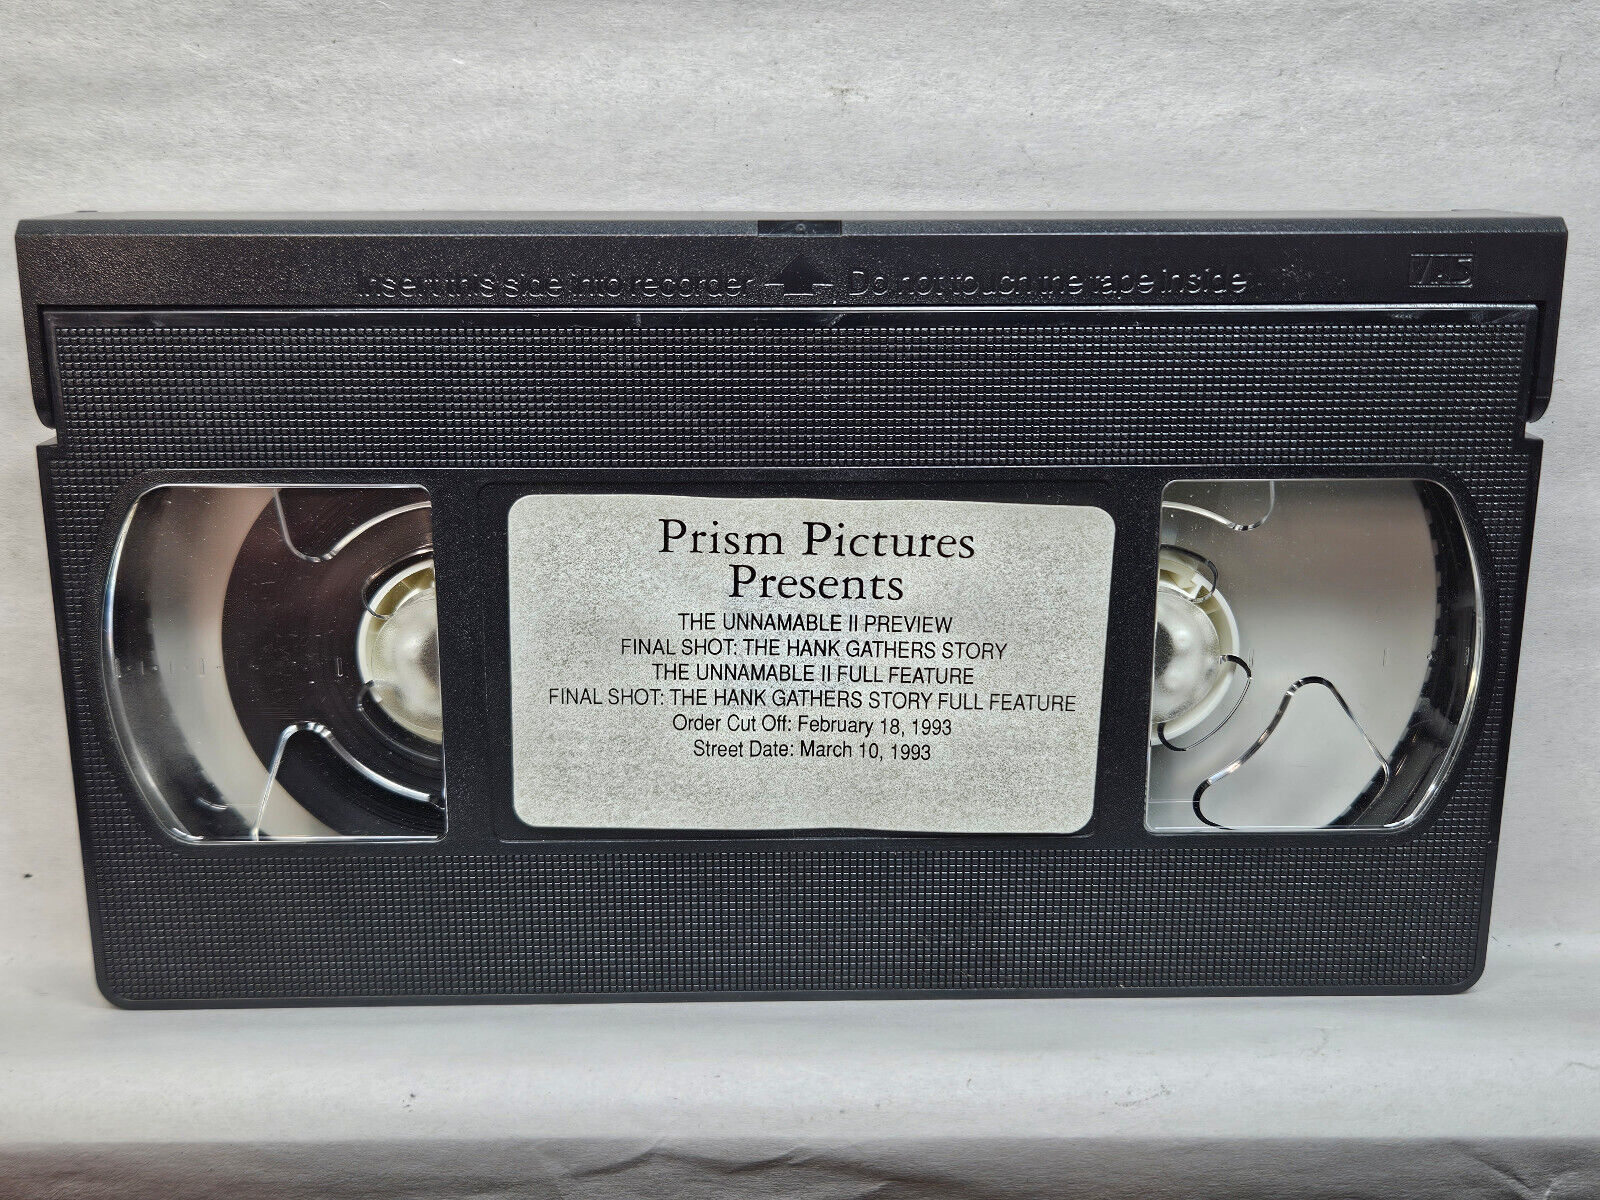 Insert this side into recorder
Do not touch the tape inside
VHS
Prism Pictures
Presents
THE UNNAMABLE II PREVIEW
FINAL SHOT: THE HANK GATHERS STORY
THE UNNAMABLE II FULL FEATURE
FINAL SHOT: THE HANK GATHERS STORY FULL FEATURE
Order Cut Off: February 18, 1993
Street Date: March 10, 1993